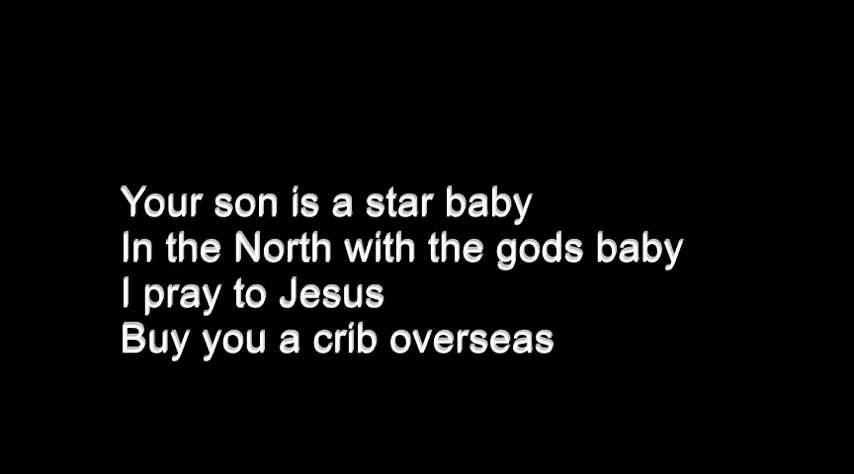 Your son is a star baby
In the North with the gods baby
I pray to Jesus
Buy you a crib overseas